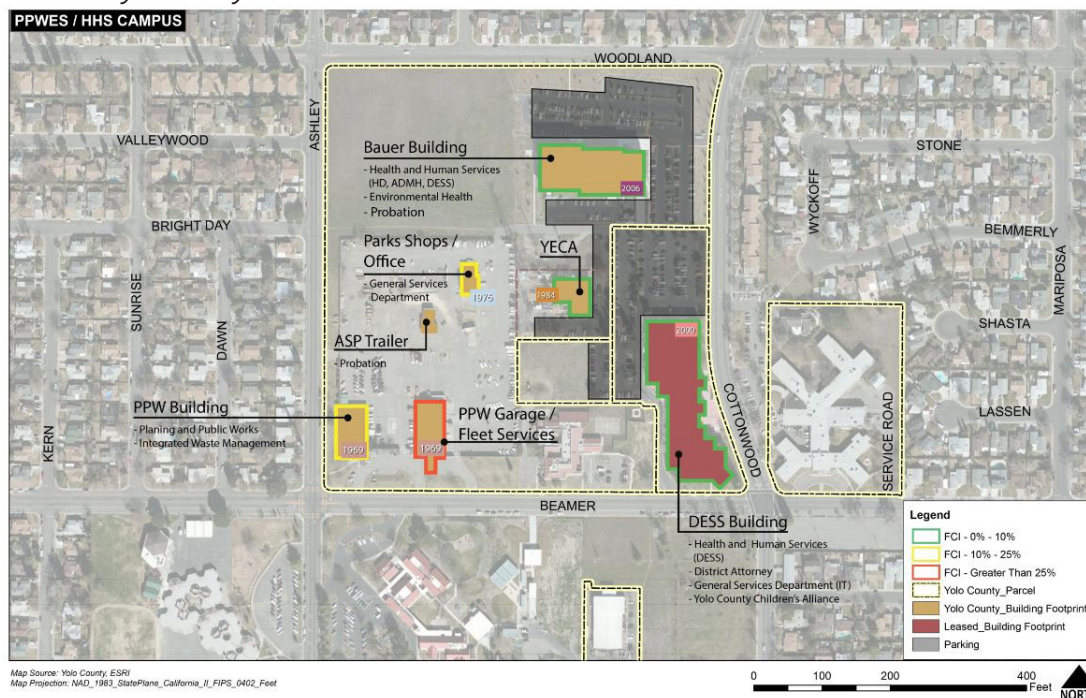 PPWES / HHS CAMPUS
WOODLAND
ASHLEY
VALLEYWOOD
STONE
Bauer Building
- Health and Human Services
(HD, ADMH, DESS)
- Environmental Health
- Probation
2006
WYCKOFF
BRIGHT DAY
BEMMERLY
Parks Shops /
Office
- General Services
Department
1975
YECA
1984
MARIPOSA
SUNRISE
DAWN
SHASTA
ASP Trailer
- Probation
PPW Building
- Planing and Public Works
- Integrated Waste Management
1969
PPW Garage /
Fleet Services
1969
COTTONWOOD
LASSEN
KERN
SERVICE ROAD
BEAMER
DESS Building
- Health and Human Services
(DESS)
- District Attorney
- General Services Department (IT)
- Yolo County Children's Alliance
Legend
FCI - 0% - 10%
FCI - 10% - 25%
FCI - Greater Than 25%
Yolo County_Parcel
Yolo County_Building Footprint
Leased_Building Footprint
Parking
Map Source: Yolo County, ESRI
Map Projection: NAD_1983_StatePlane_California_II_FIPS_0402_Feet
0 100 200 400
Feet
NORTH